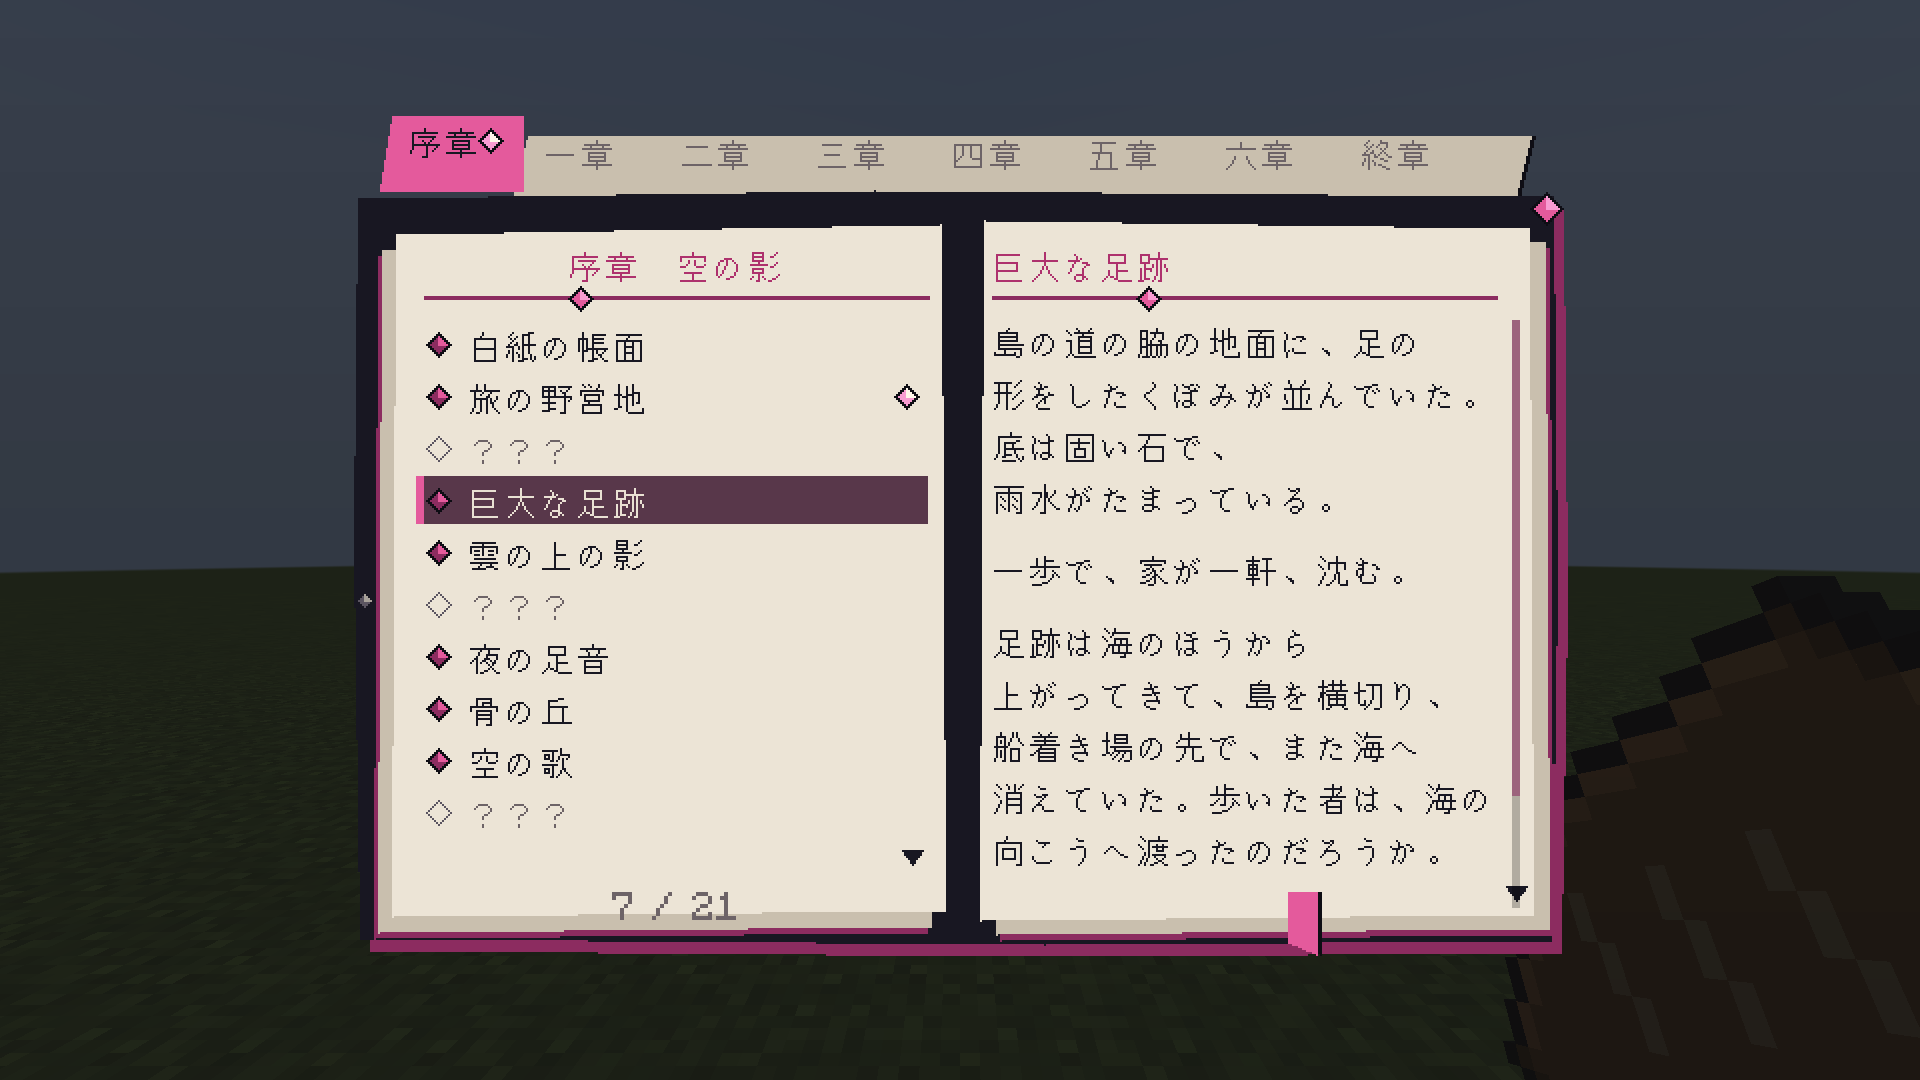 序章
一章
二章
三章
四章
五章
六章
終章
序章　空の影
白紙の帳面
旅の野営地
？？？
巨大な足跡
雲の上の影
？？？
夜の足音
骨の丘
空の歌
？？？
7 / 21
巨大な足跡
島の道の脇の地面に、足の
形をしたくぼみが並んでいた。
底は固い石で、
雨水がたまっている。
一歩で、家が一軒、沈む。
足跡は海のほうから
上がってきて、島を横切り、
船着き場の先で、また海へ
消えていた。歩いた者は、海の
向こうへ渡ったのだろうか。